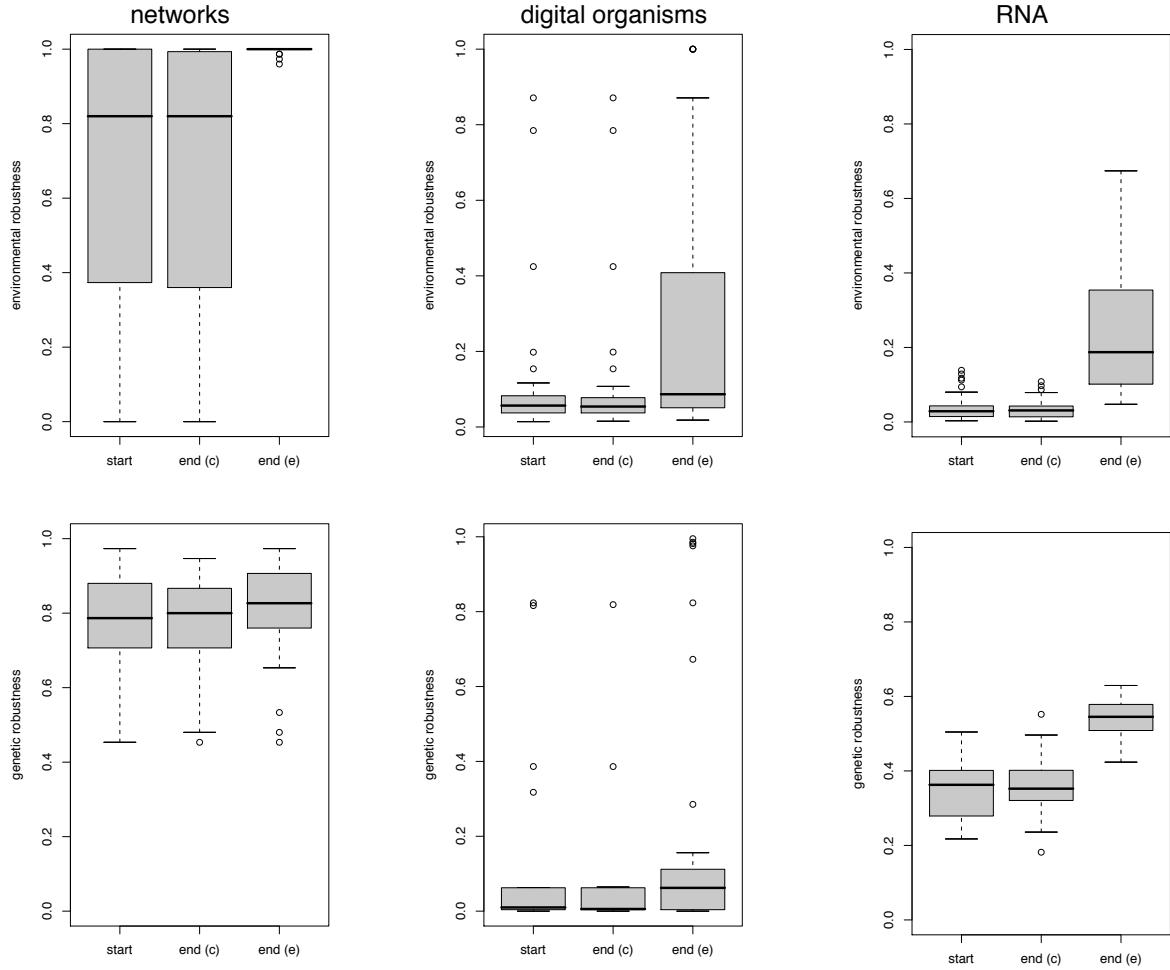 networks
digital organisms
RNA
environmental robustness
1.0
0.8
0.6
0.4
0.2
0.0
start
end (c)
end (e)
environmental robustness
1.0
0.8
0.6
0.4
0.2
0.0
start
end (c)
end (e)
environmental robustness
1.0
0.8
0.6
0.4
0.2
0.0
start
end (c)
end (e)
genetic robustness
1.0
0.8
0.6
0.4
0.2
0.0
start
end (c)
end (e)
genetic robustness
1.0
0.8
0.6
0.4
0.2
0.0
start
end (c)
end (e)
genetic robustness
1.0
0.8
0.6
0.4
0.2
0.0
start
end (c)
end (e)